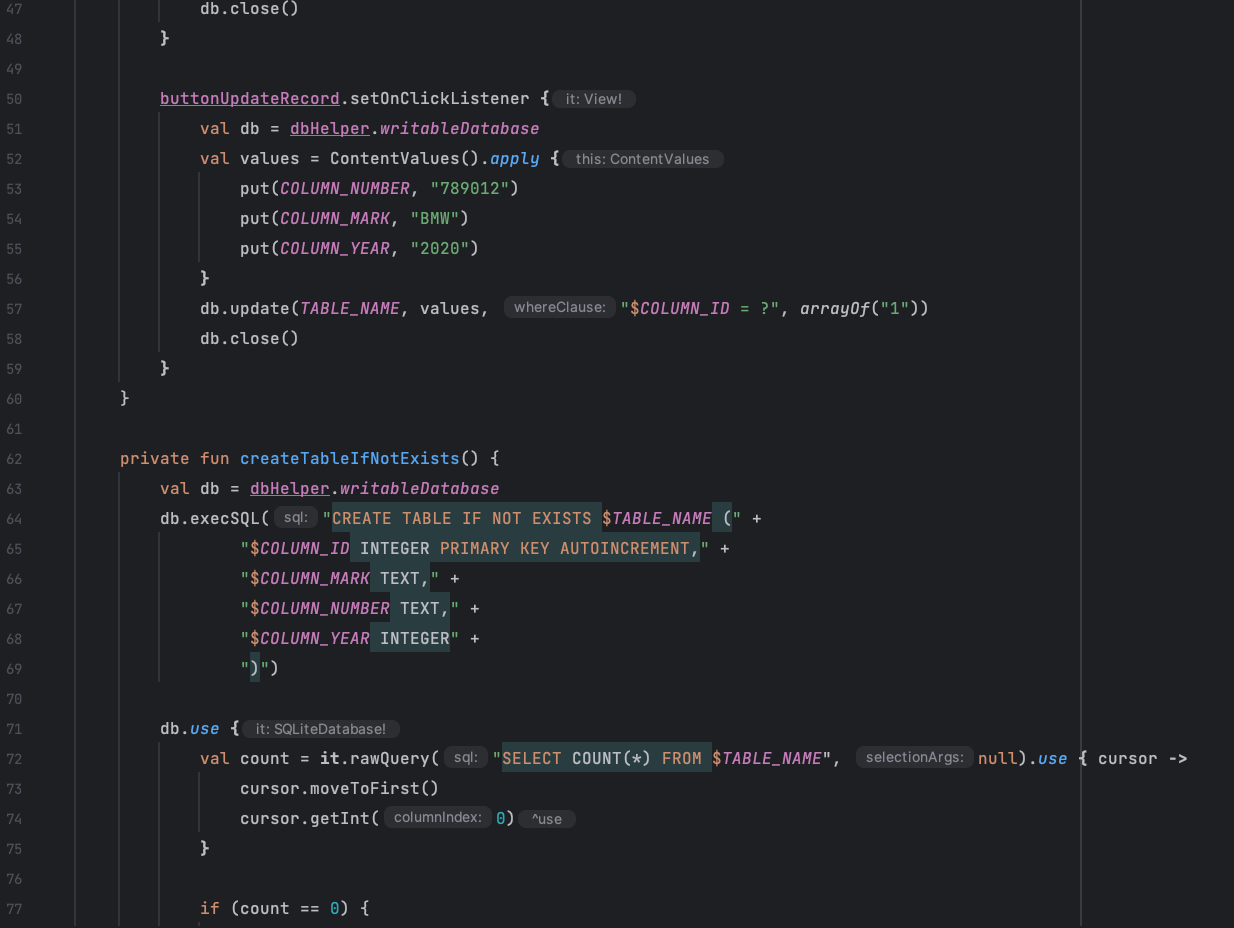 47 db.close()
48 }
49
50 buttonUpdateRecord.setOnClickListener { it: View!
51 val db = dbHelper.writableDatabase
52 val values = ContentValues().apply { this: ContentValues
53 put(COLUMN_NUMBER, "789012")
54 put(COLUMN_MARK, "BMW")
55 put(COLUMN_YEAR, "2020")
56 }
57 db.update(TABLE_NAME, values, whereClause: "$COLUMN_ID = ?", arrayOf("1"))
58 db.close()
59 }
60 }
61
62 private fun createTableIfNotExists() {
63 val db = dbHelper.writableDatabase
64 db.execSQL( sql: "CREATE TABLE IF NOT EXISTS $TABLE_NAME (" +
65 "$COLUMN_ID INTEGER PRIMARY KEY AUTOINCREMENT," +
66 "$COLUMN_MARK TEXT," +
67 "$COLUMN_NUMBER TEXT," +
68 "$COLUMN_YEAR INTEGER" +
69 ")")
70
71 db.use { it: SQLiteDatabase!
72 val count = it.rawQuery( sql: "SELECT COUNT(*) FROM $TABLE_NAME", selectionArgs: null).use { cursor ->
73 cursor.moveToFirst()
74 cursor.getInt( columnIndex: 0) ^use
75 }
76
77 if (count == 0) {